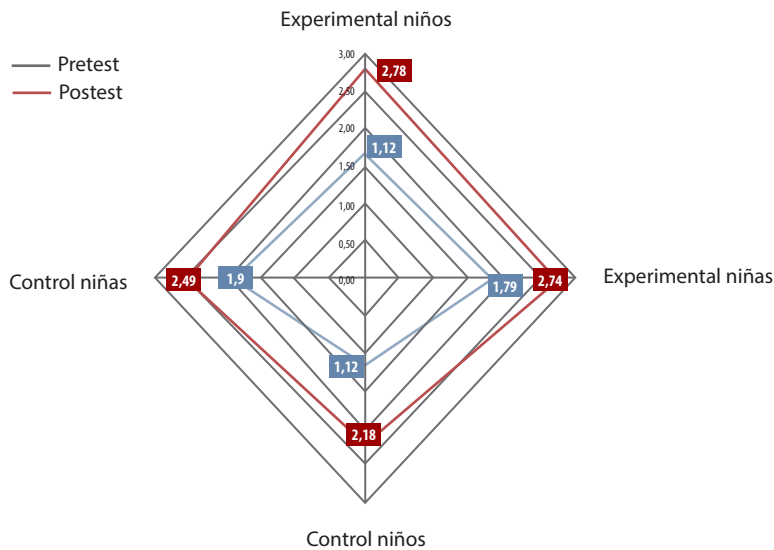 Experimental niños
Pretest
Postest
3,00
2,50
2,00
1,50
1,00
0,50
0,00
2,78
1,12
Control niñas
2,49
1,9
1,79
2,74
Experimental niñas
1,12
2,18
Control niños